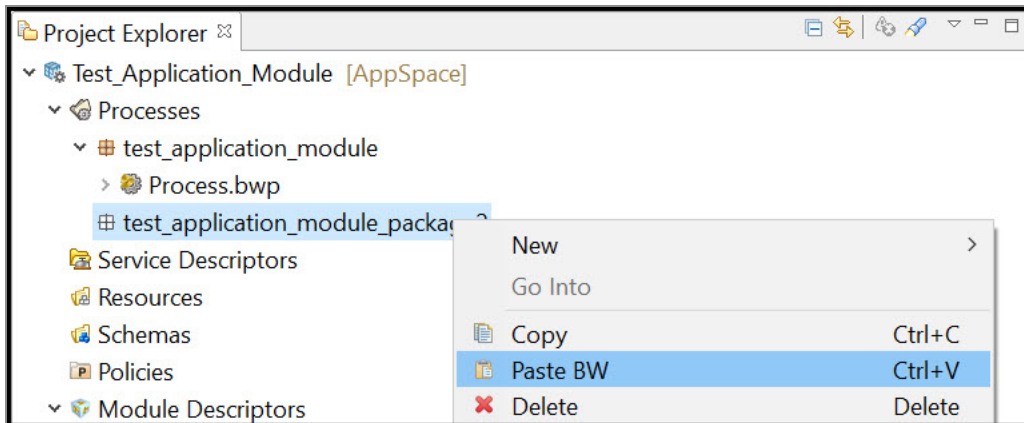 Project Explorer
Test_Application_Module [AppSpace]
Processes
test_application_module
Process.bwp
test_application_module_package2
New
Service Descriptors
Go Into
Resources
Schemas
Copy Ctrl+C
Policies
Paste BW Ctrl+V
Module Descriptors
Delete Delete